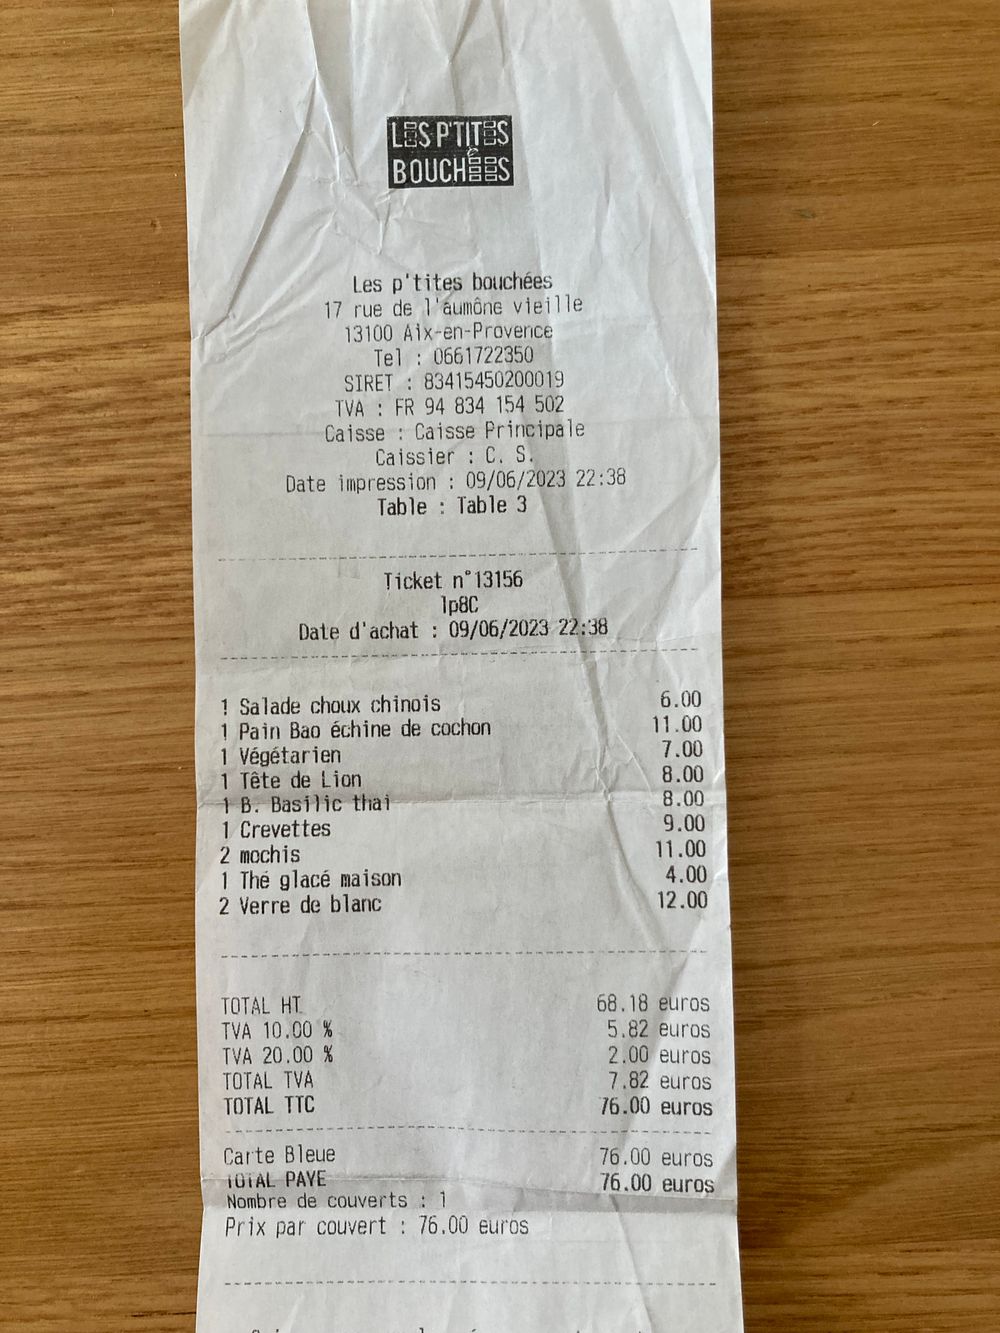 LES P'TITES
BOUCHÉES
Les p'tites bouchées
17 rue de l'aumône vieille
13100 Aix-en-Provence
Tel : 0661722350
SIRET : 83415450200019
TVA : FR 94 834 154 502
Caisse : Caisse Principale
Caissier : C. S.
Date impression : 09/06/2023 22:38
Table : Table 3
Ticket n°13156
lp8C
Date d'achat : 09/06/2023 22:38
1 Salade choux chinois 6.00
1 Pain Bao échine de cochon 11.00
1 Végétarien 7.00
1 Tête de Lion 8.00
1 B. Basilic thai 8.00
1 Crevettes 9.00
2 mochis 11.00
1 Thé glacé maison 4.00
2 Verre de blanc 12.00
TOTAL HT 68.18 euros
TVA 10.00 % 5.82 euros
TVA 20.00 % 2.00 euros
TOTAL TVA 7.82 euros
TOTAL TTC 76.00 euros
Carte Bleue 76.00 euros
TOTAL PAYE 76.00 euros
Nombre de couverts : 1
Prix par couvert : 76.00 euros